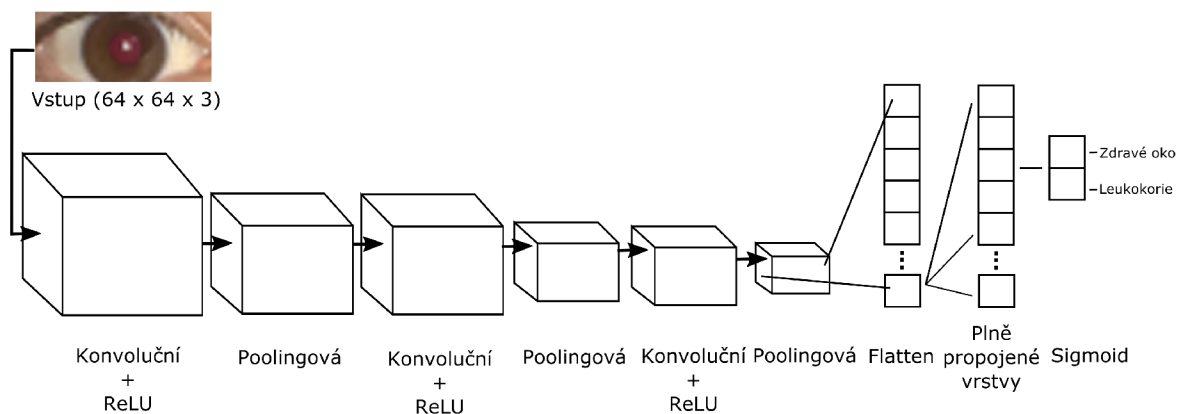 Vstup (64 x 64 x 3)
Zdravé oko
Leukokorie
Konvoluční
+
ReLU
Poolingová
Konvoluční
+
ReLU
Poolingová
Konvoluční
+
ReLU
Poolingová
Flatten
Plně
propojené
vrstvy
Sigmoid